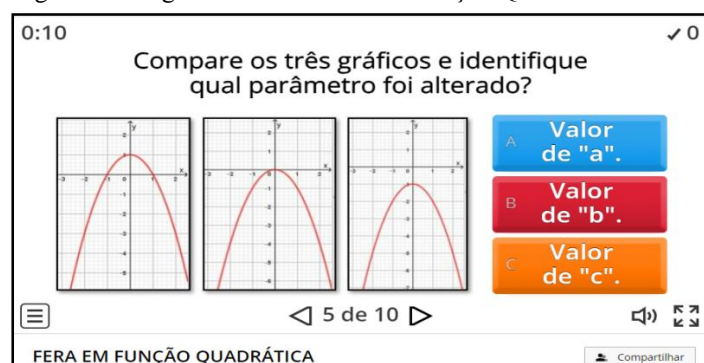 0:10
✓ 0
Compare os três gráficos e identifique
qual parâmetro foi alterado?
A Valor
de "a".
B Valor
de "b".
C Valor
de "c".
5 de 10
FERA EM FUNÇÃO QUADRÁTICA
Compartilhar